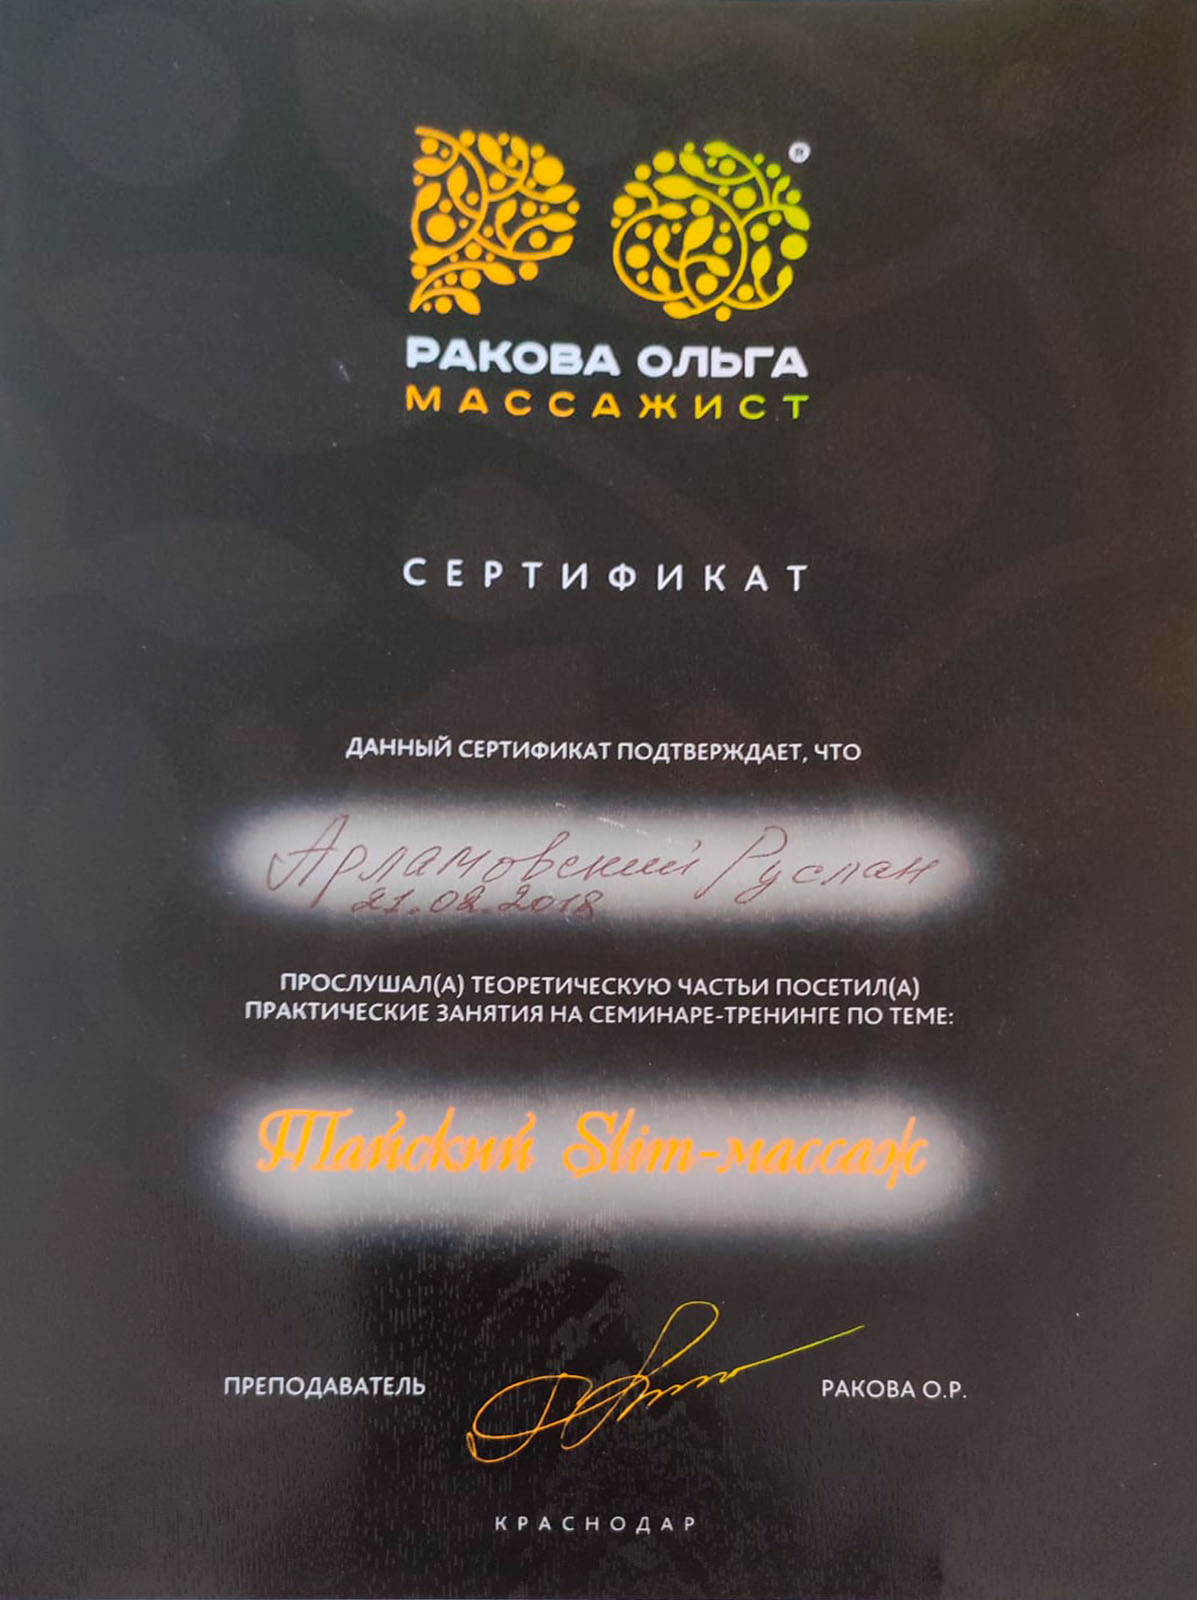 РАКОВА ОЛЬГА
МАССАЖИСТ
СЕРТИФИКАТ
ДАННЫЙ СЕРТИФИКАТ ПОДТВЕРЖДАЕТ, ЧТО
Арламовский Руслан
21.02.2018
ПРОСЛУШАЛ(А) ТЕОРЕТИЧЕСКУЮ ЧАСТЬИ ПОСЕТИЛ(А)
ПРАКТИЧЕСКИЕ ЗАНЯТИЯ НА СЕМИНАРЕ-ТРЕНИНГЕ ПО ТЕМЕ:
Тайский Slim-массаж
ПРЕПОДАВАТЕЛЬ РАКОВА О.Р.
КРАСНОДАР